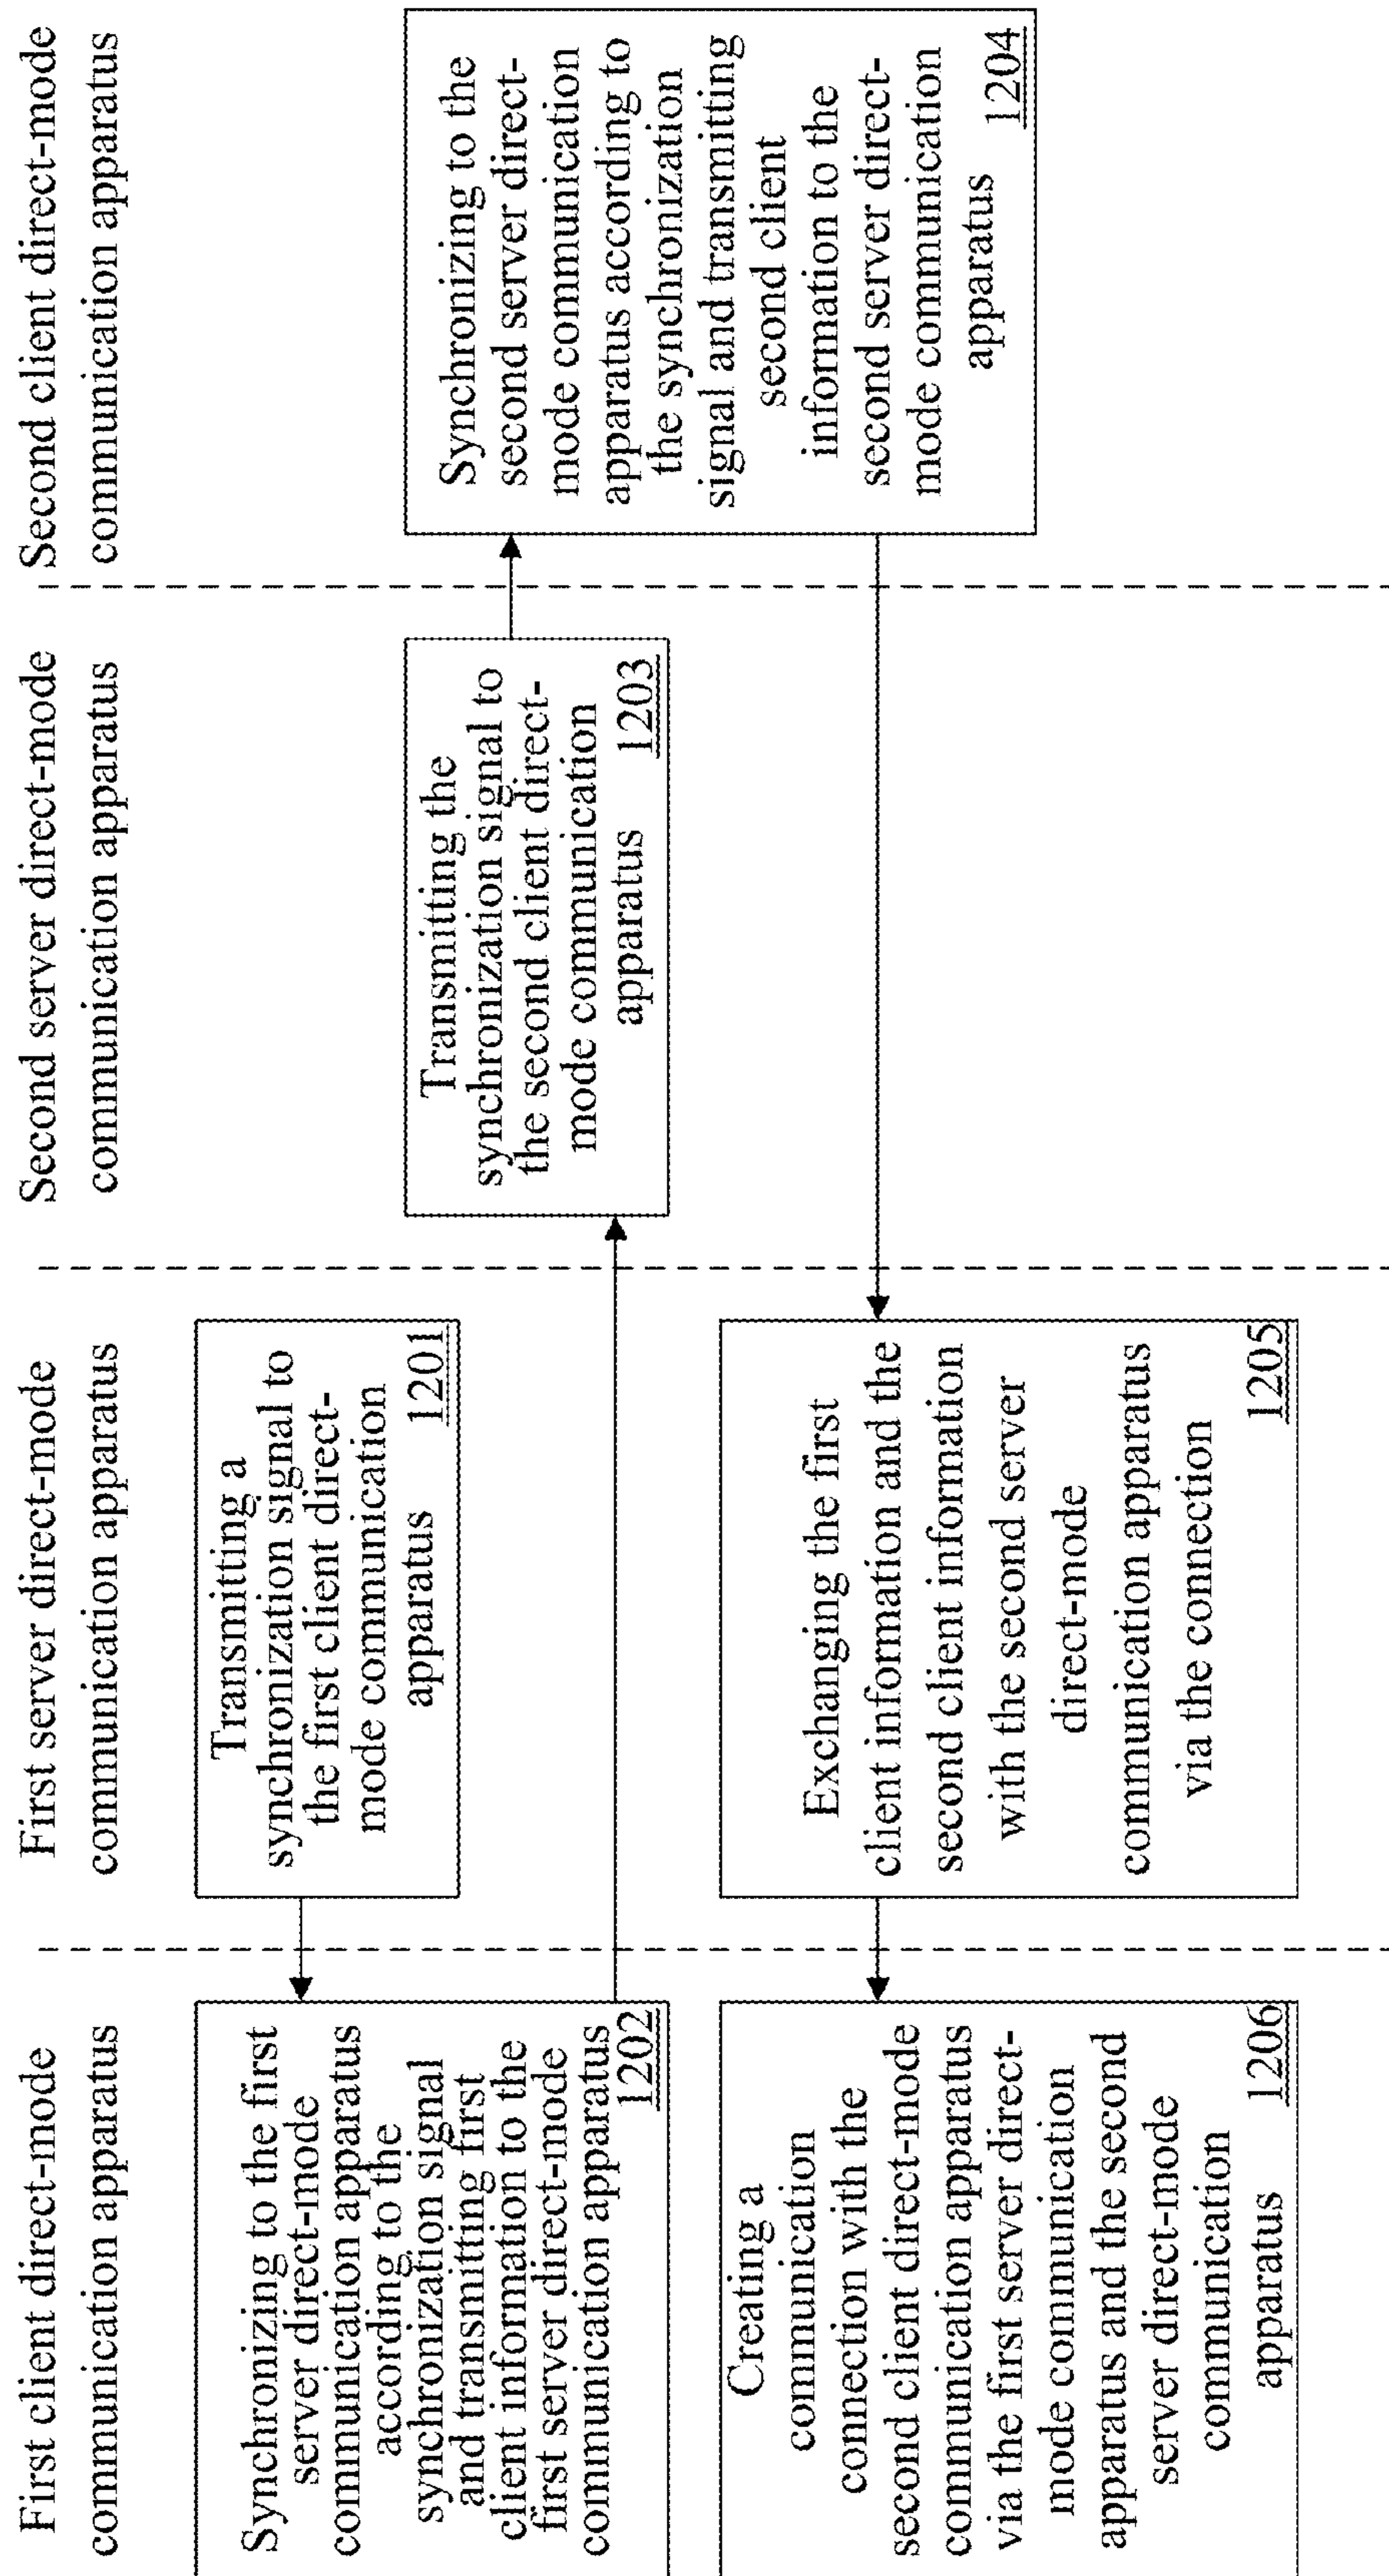 First client direct-mode
communication apparatus
First server direct-mode
communication apparatus
Second server direct-mode
communication apparatus
Second client direct-mode
communication apparatus
Transmitting a
synchronization signal to
the first client direct-
mode communication
apparatus 1201
Synchronizing to the first
server direct-mode
communication apparatus
according to the
synchronization signal
and transmitting first
client information to the
first server direct-mode
communication apparatus
1202
Transmitting the
synchronization signal to
the second client direct-
mode communication
apparatus 1203
Synchronizing to the
second server direct-
mode communication
apparatus according to
the synchronization
signal and transmitting
second client
information to the
second server direct-
mode communication
apparatus 1204
Exchanging the first
client information and the
second client information
with the second server
direct-mode
communication apparatus
via the connection
1205
Creating a
communication
connection with the
second client direct-mode
communication apparatus
via the first server direct-
mode communication
apparatus and the second
server direct-mode
communication
apparatus 1206